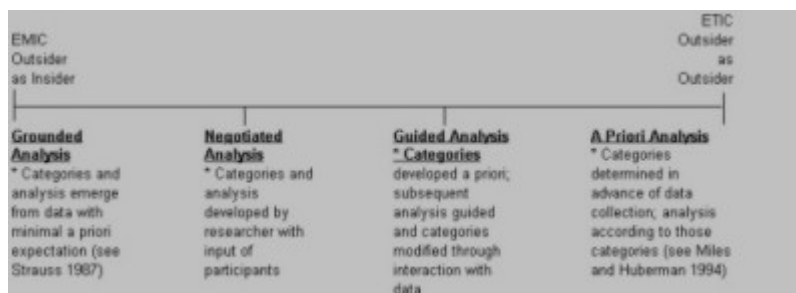 EMIC
Outsider
as Insider
ETIC
Outsider
as
Outsider
Grounded
Analysis
* Categories and
analysis emerge
from data with
minimal a priori
expectation (see
Strauss 1987)
Negotiated
Analysis
* Categories and
analysis
developed by
researcher with
input of
participants
Guided Analysis
* Categories
developed a priori;
subsequent
analysis guided
and categories
modified through
interaction with
data
A Priori Analysis
* Categories
determined in
advance of data
collection; analysis
according to those
categories (see Miles
and Huberman 1994)